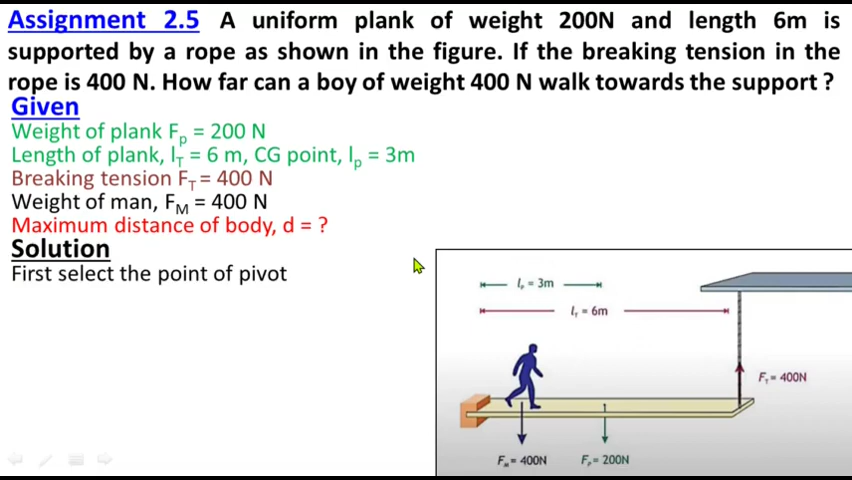 Assignment 2.5 A uniform plank of weight 200N and length 6m is
supported by a rope as shown in the figure. If the breaking tension in the
rope is 400 N. How far can a boy of weight 400 N walk towards the support ?
Given
Weight of plank Fp = 200 N
Length of plank, lT = 6 m, CG point, lp = 3m
Breaking tension FT = 400 N
Weight of man, FM = 400 N
Maximum distance of body, d = ?
Solution
First select the point of pivot
lP = 3m
lT = 6m
FT = 400N
FM = 400N
FP = 200N